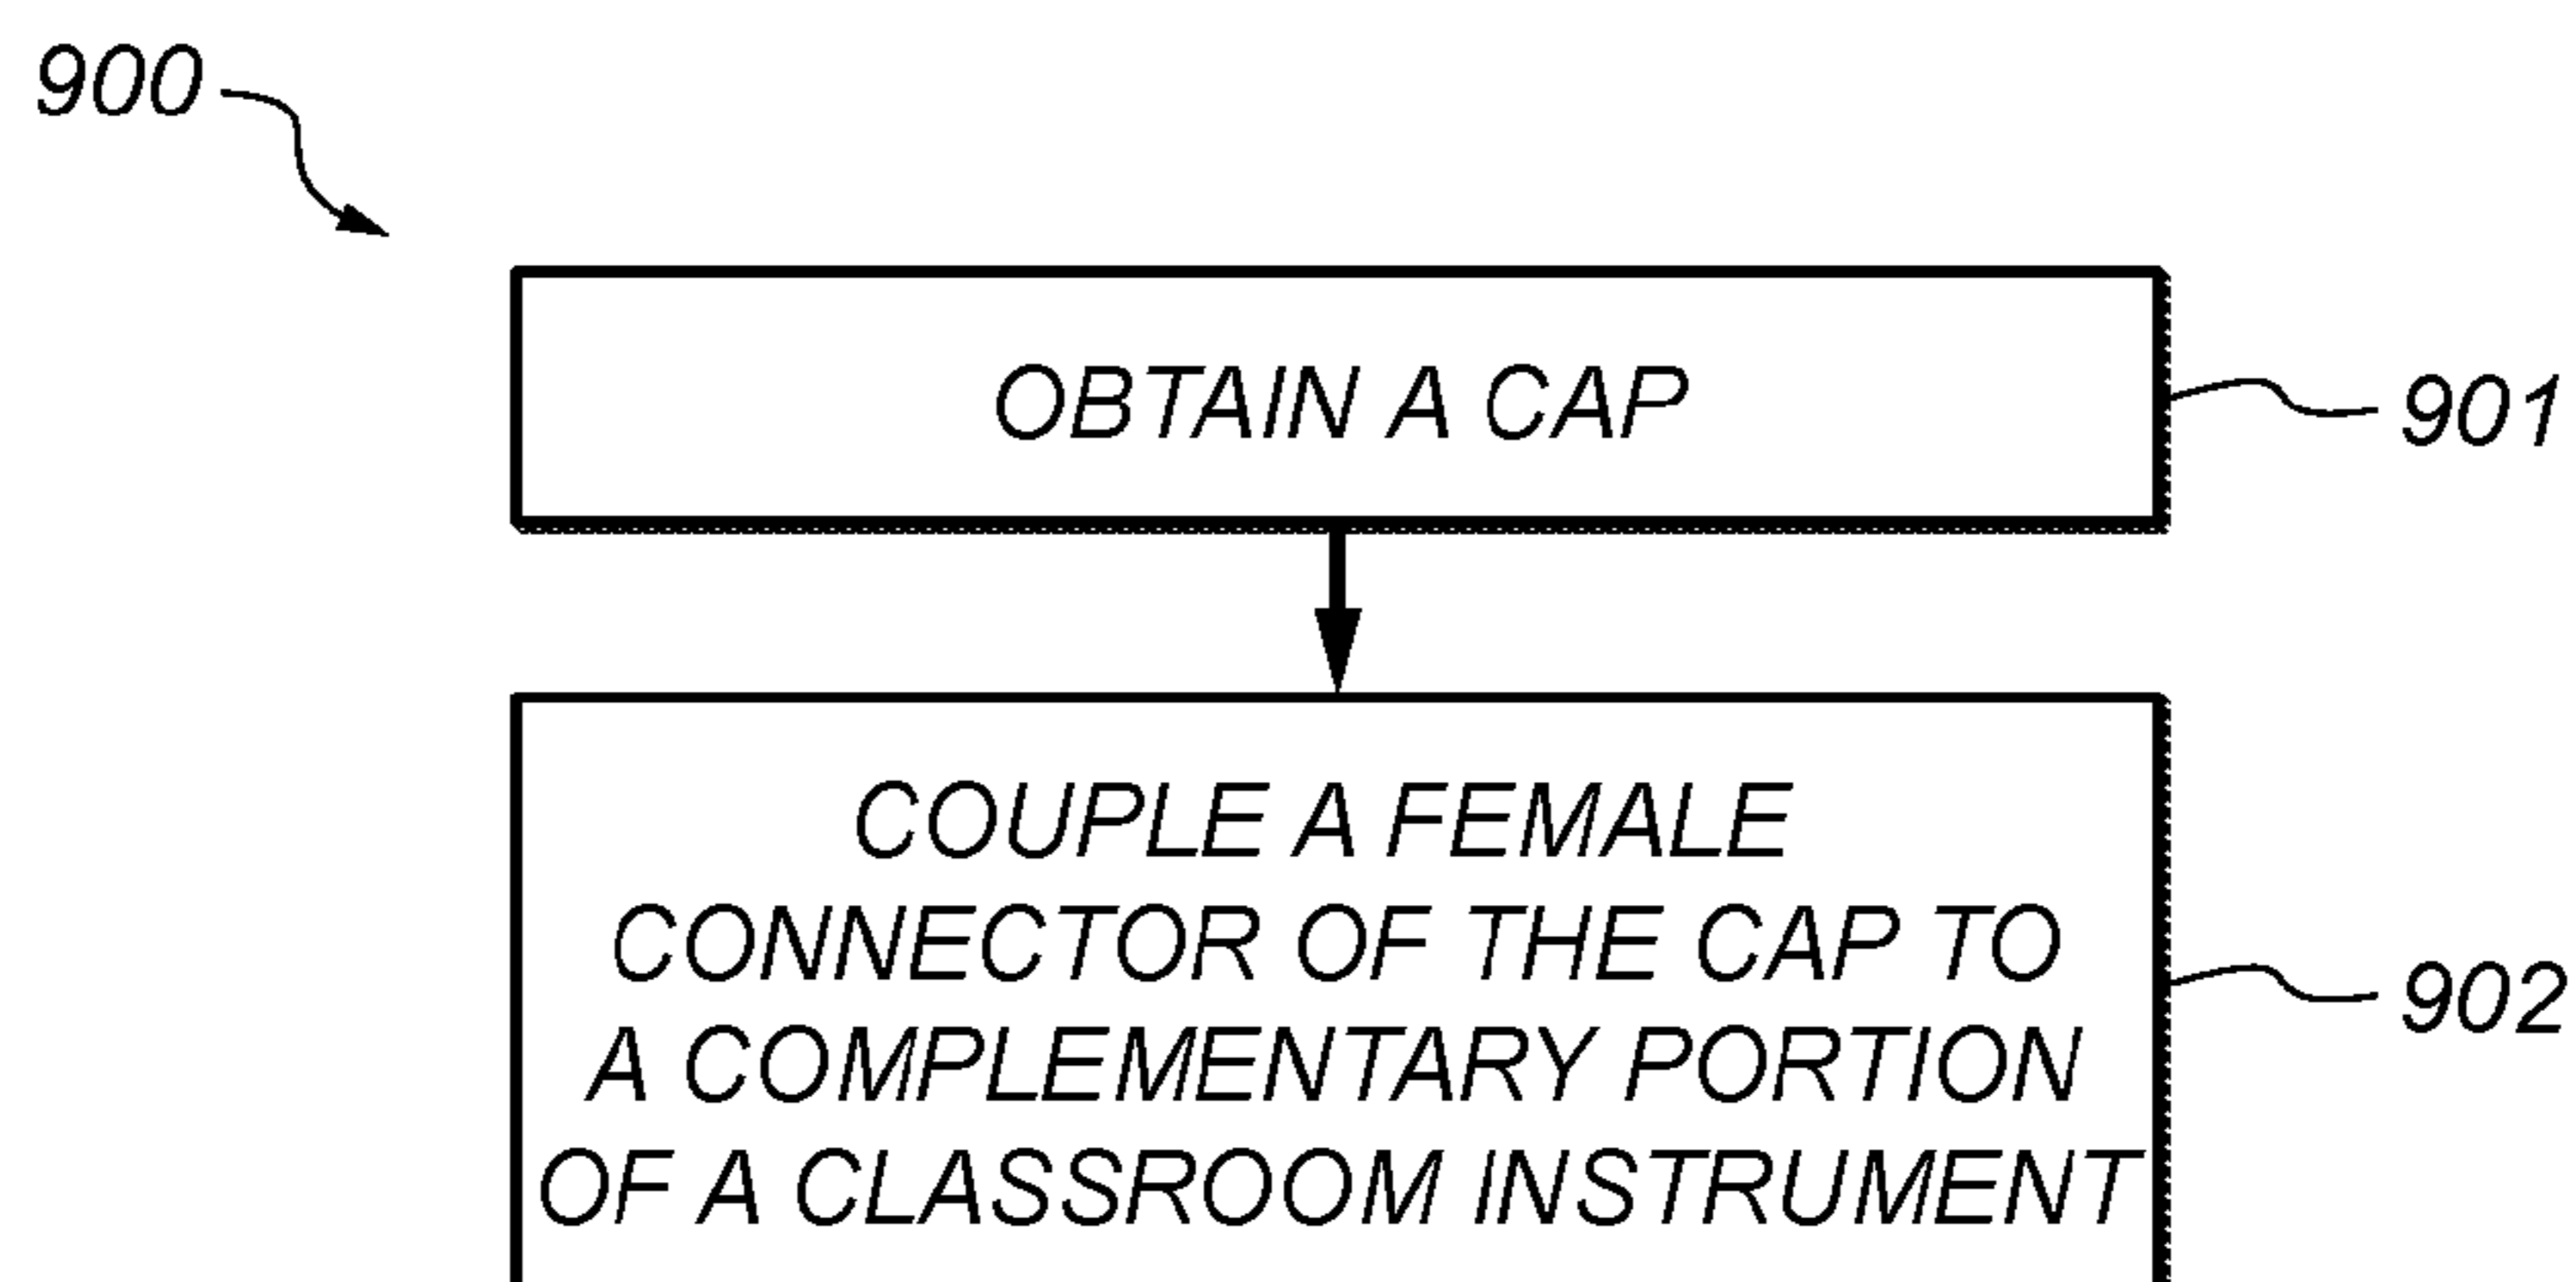 900
OBTAIN A CAP
901
COUPLE A FEMALE
CONNECTOR OF THE CAP TO
A COMPLEMENTARY PORTION
OF A CLASSROOM INSTRUMENT
902